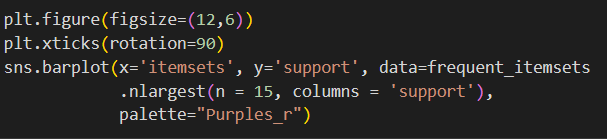 plt.figure(figsize=(12,6))
plt.xticks(rotation=90)
sns.barplot(x='itemsets', y='support', data=frequent_itemsets
            .nlargest(n = 15, columns = 'support'),
            palette="Purples_r")